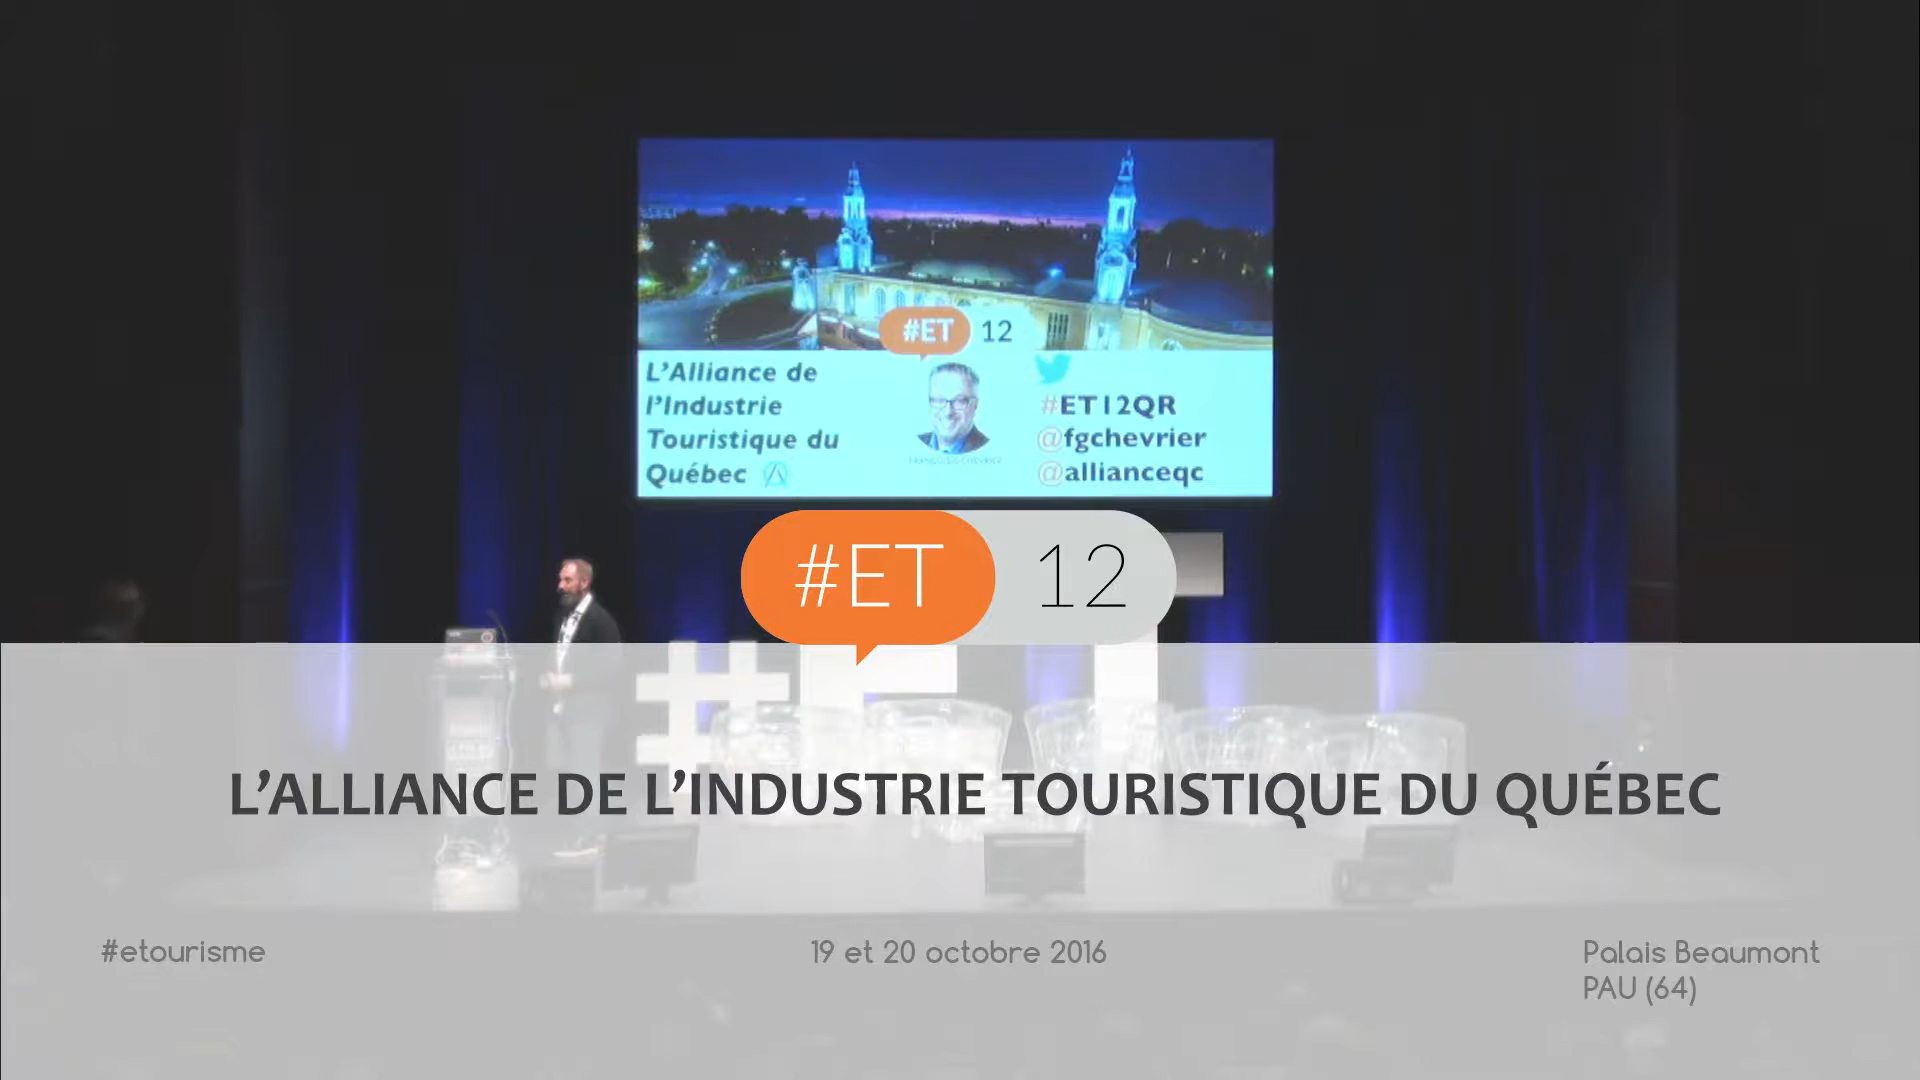 #ET 12
L'Alliance de
l'Industrie
Touristique du
Québec
#ET12QR
@fgchevrier
@allianceqc
#ET 12
L'ALLIANCE DE L'INDUSTRIE TOURISTIQUE DU QUÉBEC
#etourisme
19 et 20 octobre 2016
Palais Beaumont
PAU (64)